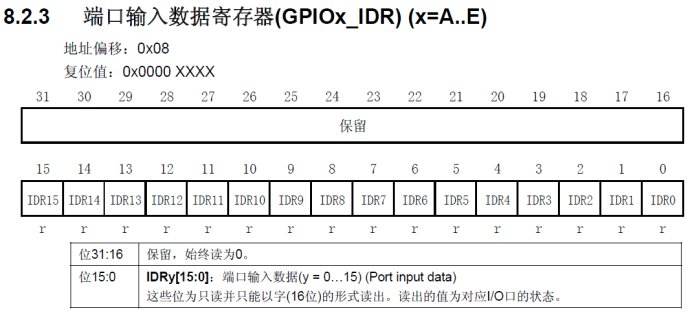 8.2.3 端口输入数据寄存器(GPIOx_IDR) (x=A..E)
地址偏移：0x08
复位值：0x0000 XXXX
31 30 29 28 27 26 25 24 23 22 21 20 19 18 17 16
保留
15 14 13 12 11 10 9 8 7 6 5 4 3 2 1 0
IDR15 IDR14 IDR13 IDR12 IDR11 IDR10 IDR9 IDR8 IDR7 IDR6 IDR5 IDR4 IDR3 IDR2 IDR1 IDR0
r r r r r r r r r r r r r r r r
位31:16 保留，始终读为0。
位15:0 IDRy[15:0]：端口输入数据(y = 0…15) (Port input data)
这些位为只读并只能以字(16位)的形式读出。读出的值为对应I/O口的状态。